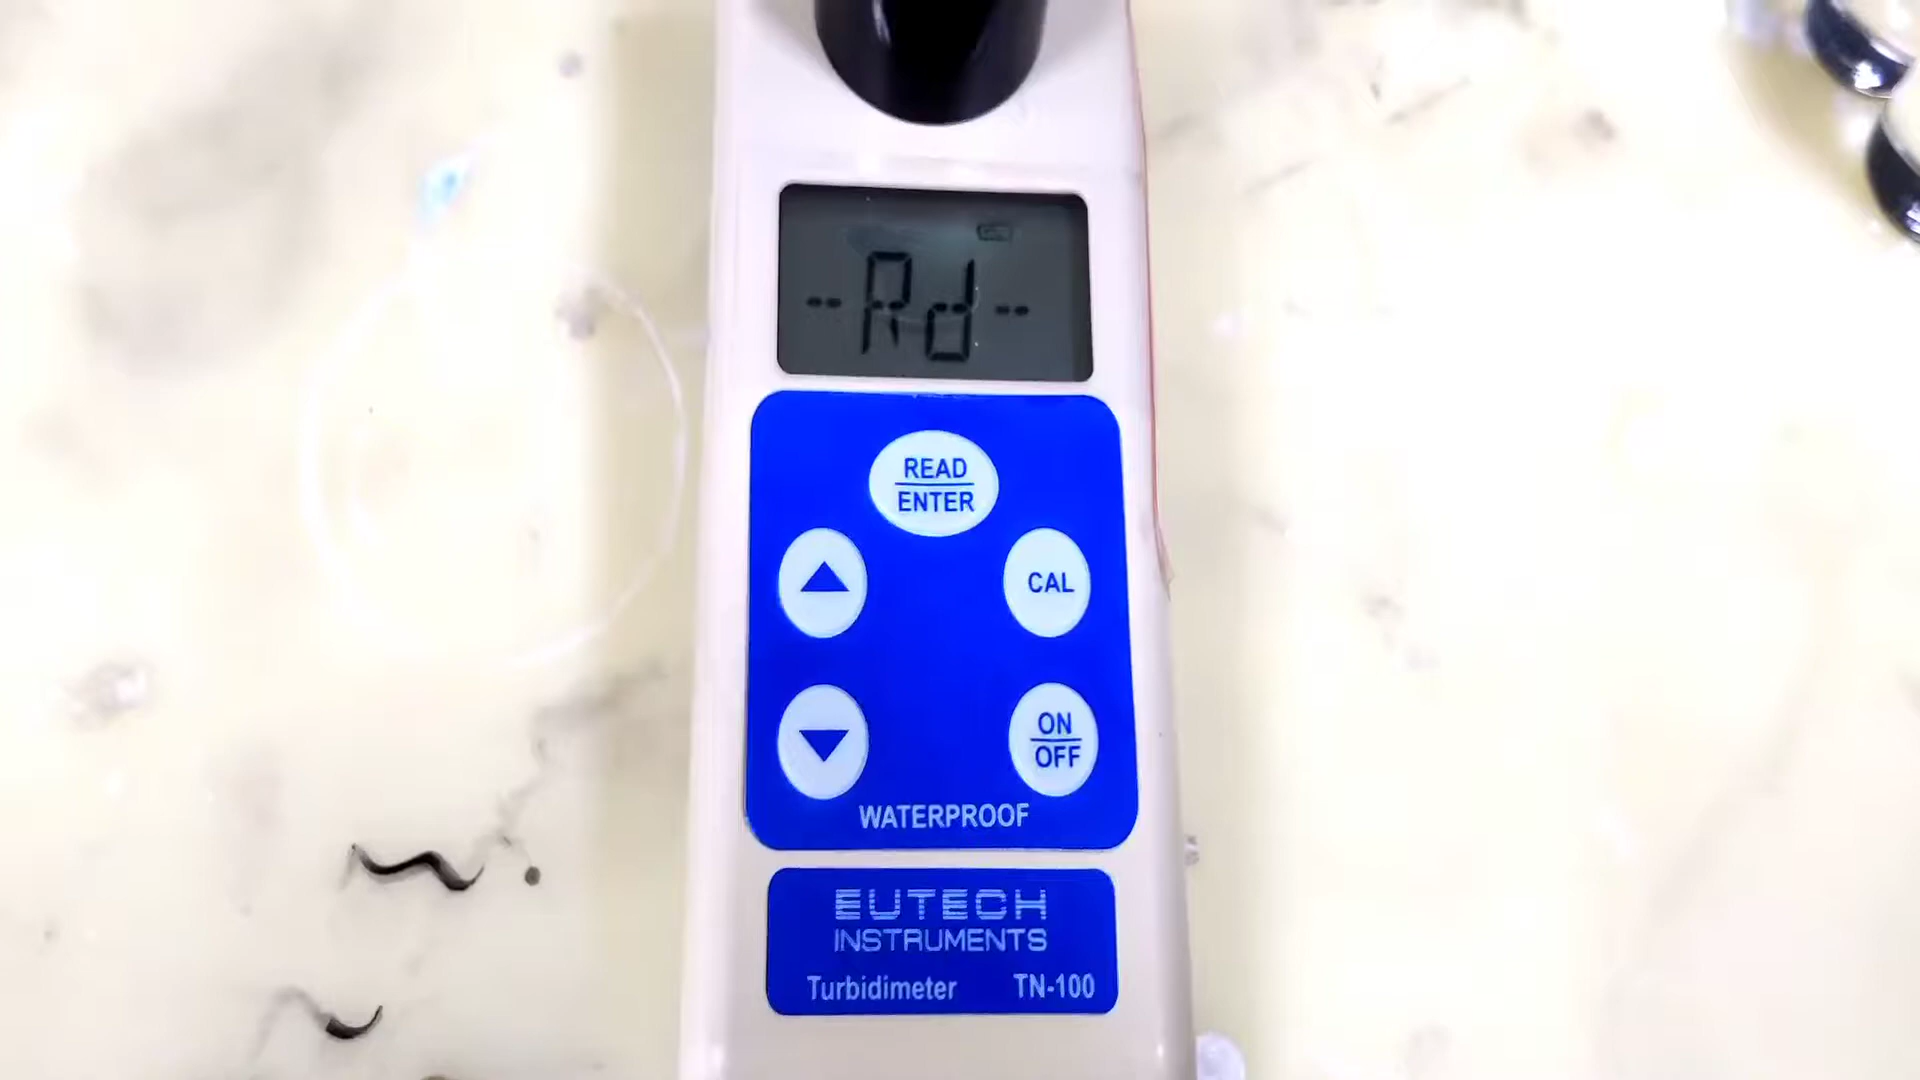 --Rd--
READ
ENTER
CAL
ON
OFF
WATERPROOF
EUTECH
INSTRUMENTS
Turbidimeter TN-100